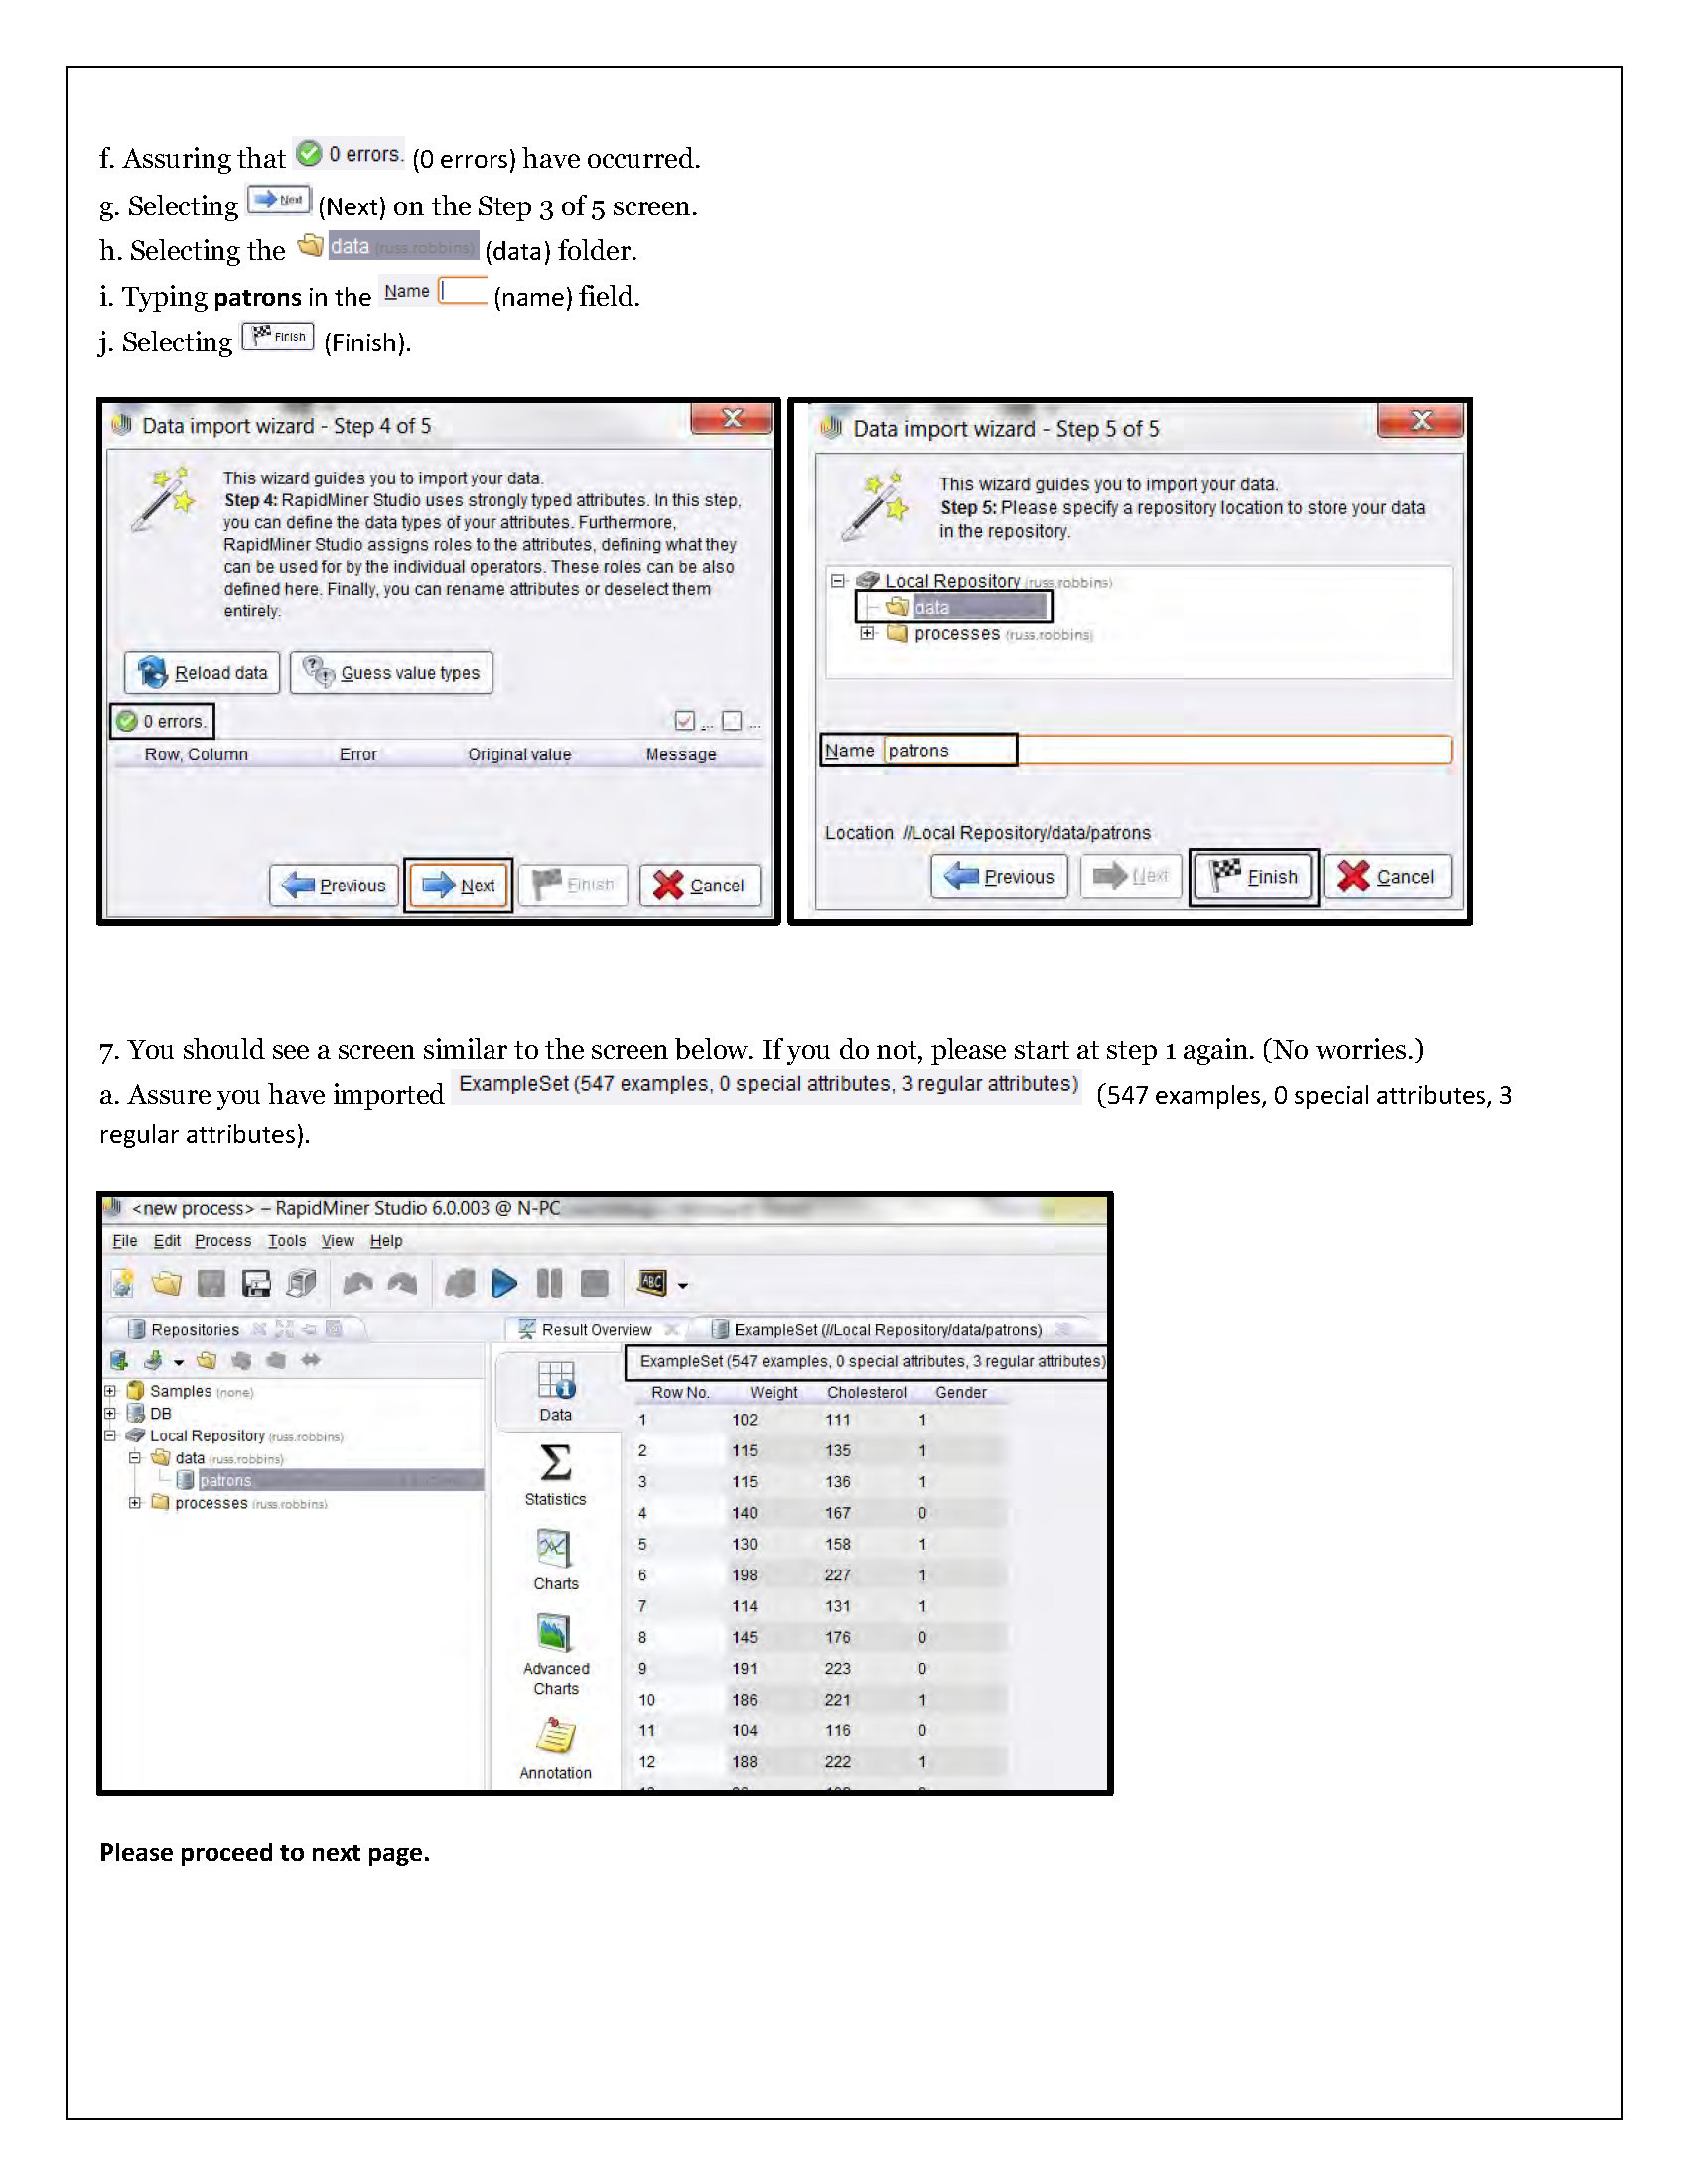 f. Assuring that 0 errors. (0 errors) have occurred.
g. Selecting Next (Next) on the Step 3 of 5 screen.
h. Selecting the data (russ.robbins) (data) folder.
i. Typing patrons in the Name (name) field.
j. Selecting Finish (Finish).
Data import wizard - Step 4 of 5
This wizard guides you to import your data.
Step 4: RapidMiner Studio uses strongly typed attributes. In this step,
you can define the data types of your attributes. Furthermore,
RapidMiner Studio assigns roles to the attributes, defining what they
can be used for by the individual operators. These roles can be also
defined here. Finally, you can rename attributes or deselect them
entirely.
Reload data Guess value types
0 errors. ... ...
Row, Column Error Original value Message
Previous Next Finish Cancel
Data import wizard - Step 5 of 5
This wizard guides you to import your data.
Step 5: Please specify a repository location to store your data
in the repository.
Local Repository (russ.robbins)
data
processes (russ.robbins)
Name patrons
Location //Local Repository/data/patrons
Previous Next Finish Cancel
7. You should see a screen similar to the screen below. If you do not, please start at step 1 again. (No worries.)
a. Assure you have imported ExampleSet (547 examples, 0 special attributes, 3 regular attributes) (547 examples, 0 special attributes, 3
regular attributes).
<new process> – RapidMiner Studio 6.0.003 @ N-PC
File Edit Process Tools View Help
ABC
Repositories
Samples (none)
DB
Local Repository (russ.robbins)
data (russ.robbins)
patrons
processes (russ.robbins)
Result Overview ExampleSet (//Local Repository/data/patrons)
Data
Statistics
Charts
Advanced
Charts
Annotation
ExampleSet (547 examples, 0 special attributes, 3 regular attributes)
Row No. Weight Cholesterol Gender
1 102 111 1
2 115 135 1
3 115 136 1
4 140 167 0
5 130 158 1
6 198 227 1
7 114 131 1
8 145 176 0
9 191 223 0
10 186 221 1
11 104 116 0
12 188 222 1
Please proceed to next page.